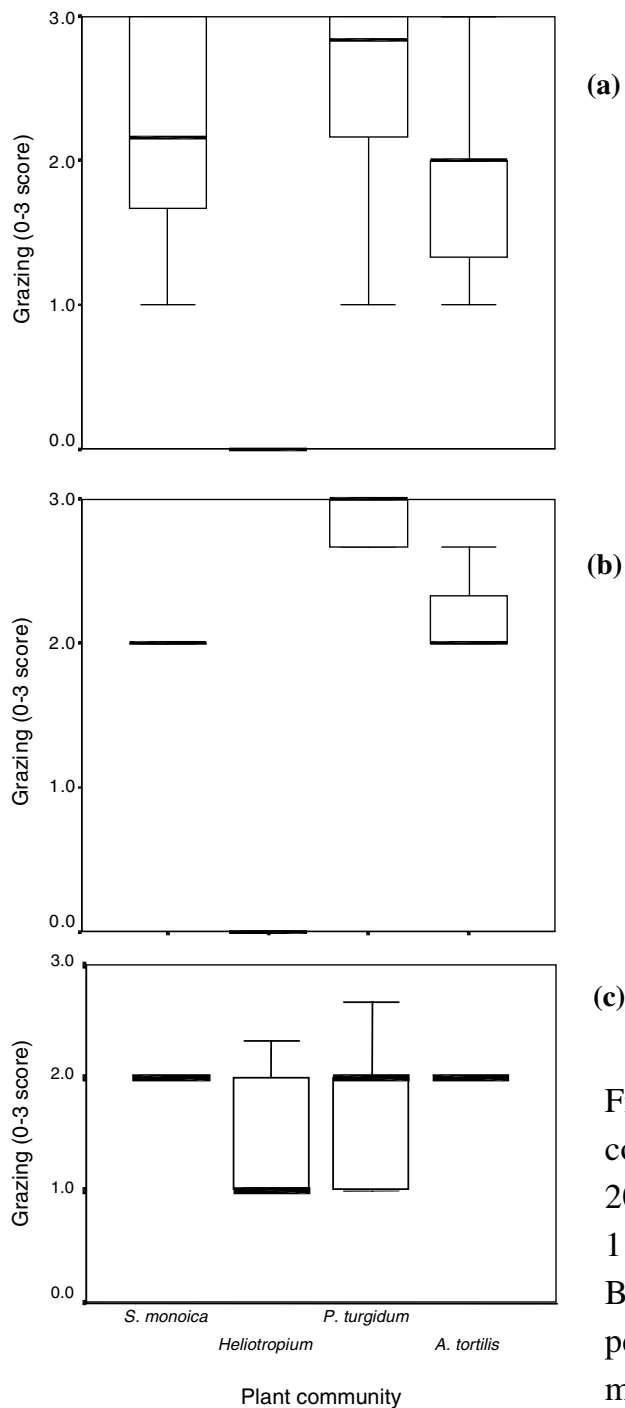 3.0
(a)
Grazing (0-3 score)
2.0
1.0
0.0
3.0
(b)
Grazing (0-3 score)
2.0
1.0
0.0
3.0
(c)
Grazing (0-3 score)
2.0
1.0
0.0
S. monoica P. turgidum
Heliotropium A. tortilis
Plant community